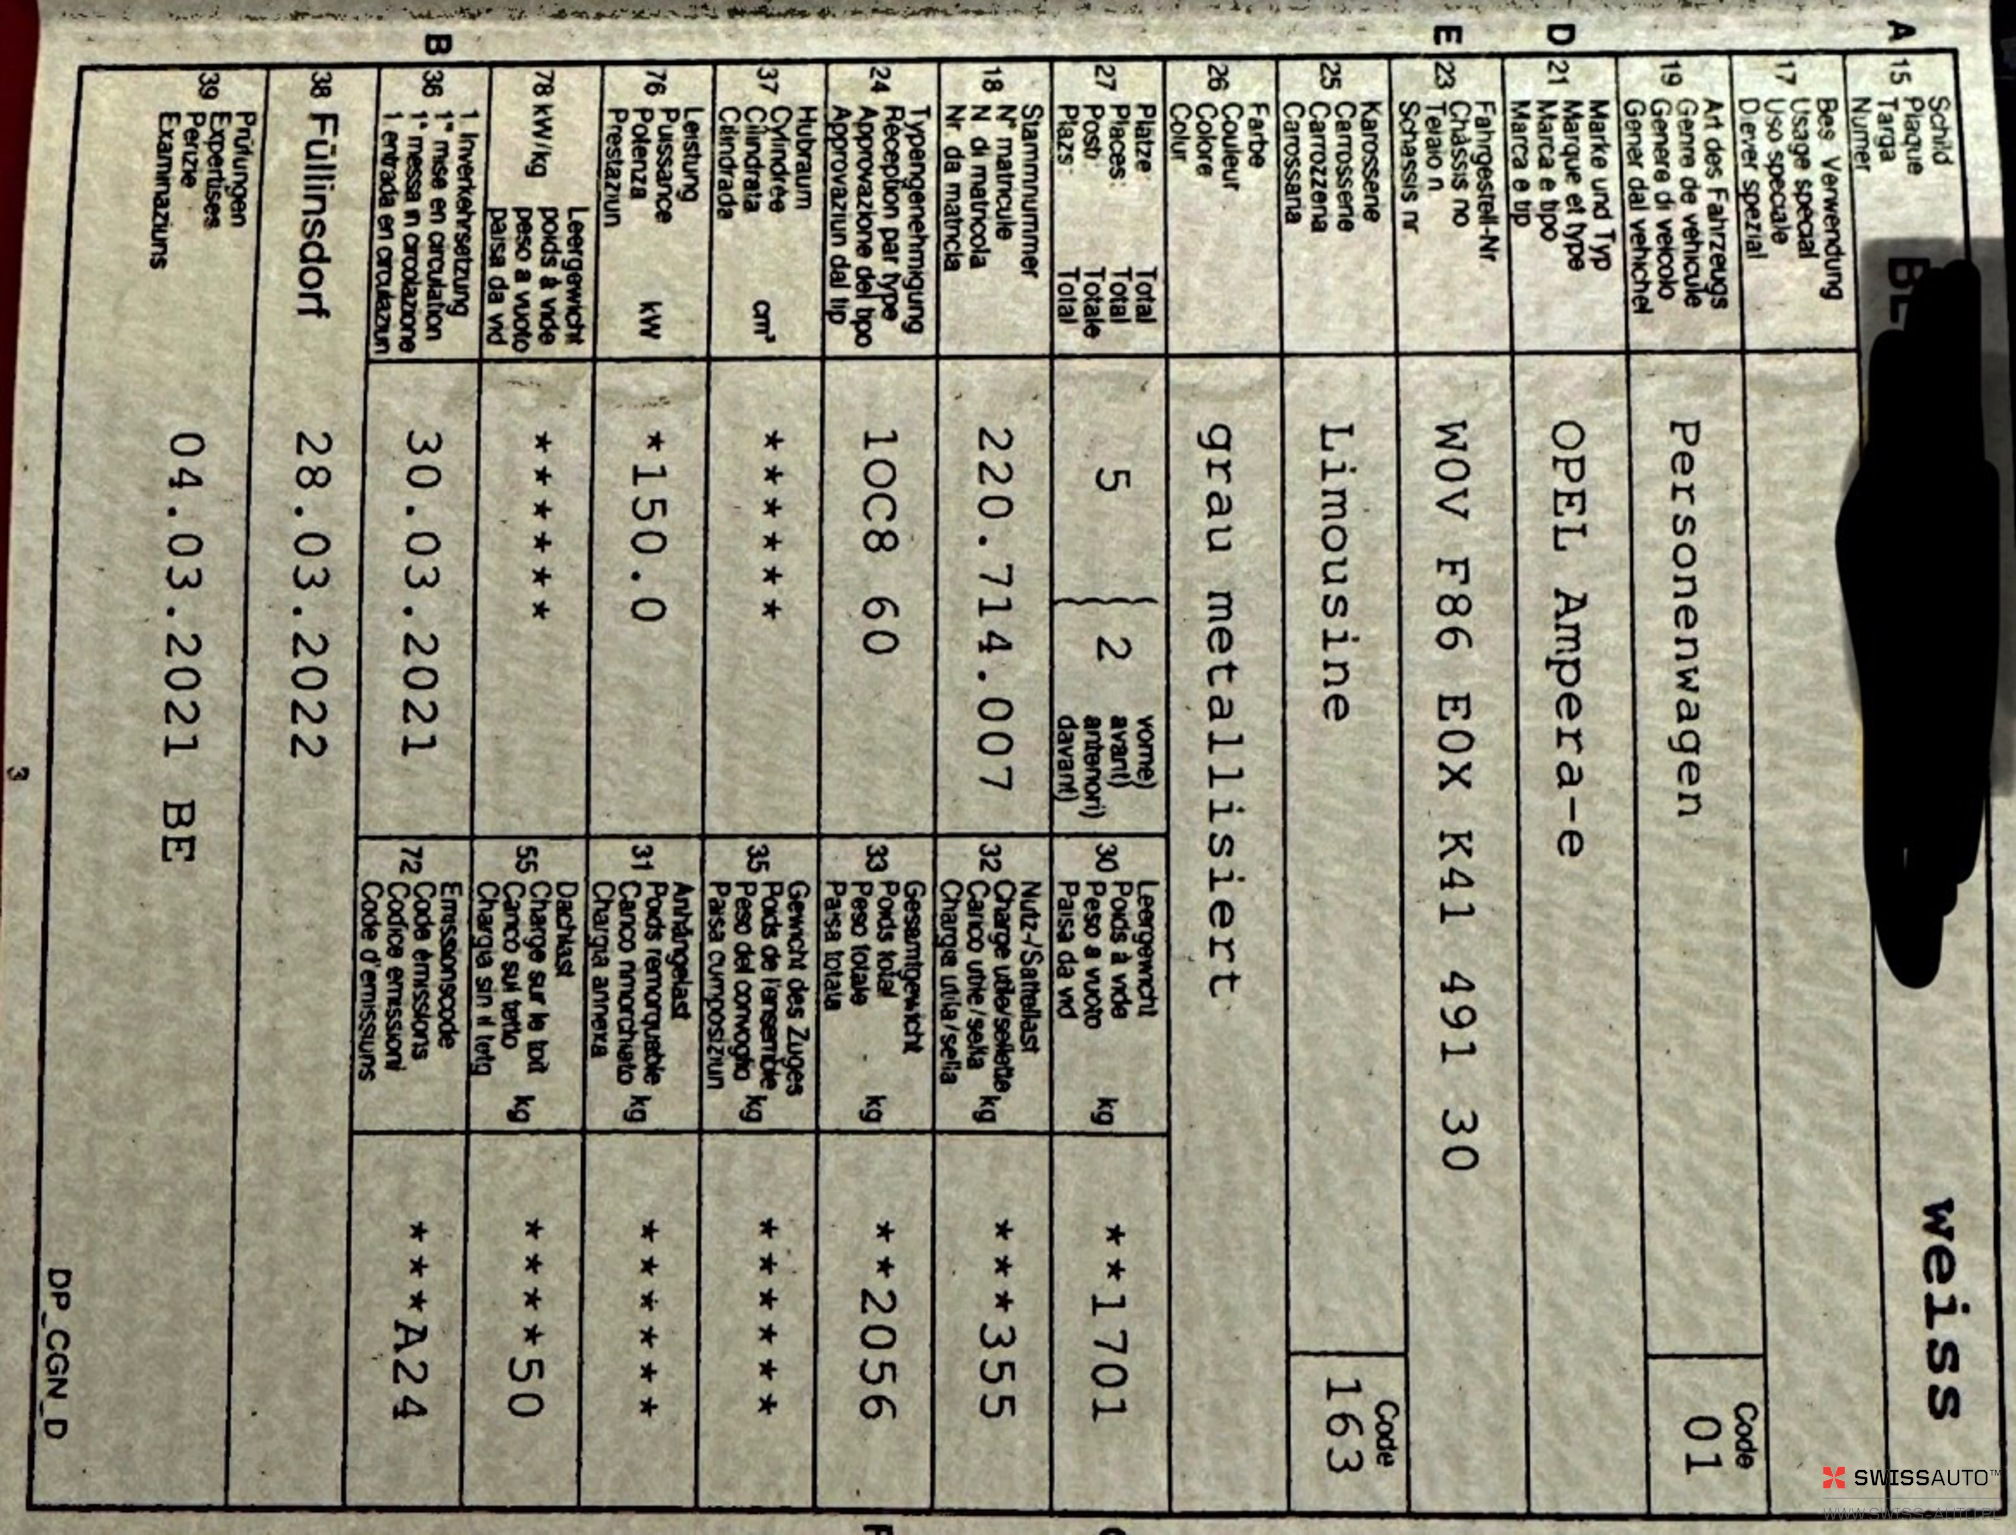 A
Schild
15 Plaque
Targa
Numer
weiss
Bes. Verwendung
17 Usage spécial
Uso speciale
Diever spezial
Art des Fahrzeugs
19 Genre de véhicule
Genere di veicolo
Gener dal vehichel
Personenwagen
Code
01
D
Marke und Typ
21 Marque et type
Marca e tipo
Marca e tip
OPEL Ampera-e
E
Fahrgestell-Nr.
23 Châssis no
Telaio n.
Schassis nr.
W0V F86 E0X K41 491 30
Karosserie
25 Carrosserie
Carrozzeria
Carossaria
Limousine
Code
163
Farbe
26 Couleur
Colore
Colur
grau metallisiert
Plätze: Total
27 Places: Total
Posti: Totale
Plazs: Total
5 ( 2 vorne)
avant)
anteriori)
davant)
Leergewicht
30 Poids à vide
Peso a vuoto kg
Paisa da vid
**1701
Stammnummer
18 N° matricule
N. di matricola
Nr. da matricla
220.714.007
Nutz-/Sattellast
32 Charge utile/sellette
Carico utile/sella kg
Chargia utila/sella
***355
Typengenehmigung
24 Réception par type
Approvazione del tipo
Approvaziun dal tip
1OC8 60
Gesamtgewicht
33 Poids total
Peso totale kg
Paisa totala
**2056
Hubraum
37 Cylindrée
Cilindrata cm³
Cilindrada
******
Gewicht des Zuges
35 Poids de l'ensemble
Peso del convoglio kg
Paisa cumposiziun
******
Leistung
76 Puissance
Potenza kW
Prestaziun
*150.0
Anhängelast
31 Poids remorquable
Carico rimorchiato kg
Chargia annexa
******
Leergewicht
78 kW/kg poids à vide
peso a vuoto
paisa da vid
******
Dachlast
55 Charge sur le toit
Carico sul tetto kg
Chargia sin il tetg
****50
B
1. Inverkehrsetzung
36 1re mise en circulation
1a messa in circolazione
1. entrada en circulaziun
30.03.2021
Emissionscode
72 Code émissions
Codice emissioni
Code d'emissiuns
***A24
38 Füllinsdorf
28.03.2022
Prüfungen
39 Expertises
Perizie
Examinaziuns
04.03.2021 BE
3
DP_CGN_D
SWISSAUTO™
WWW.SWISS-AUTO.PL